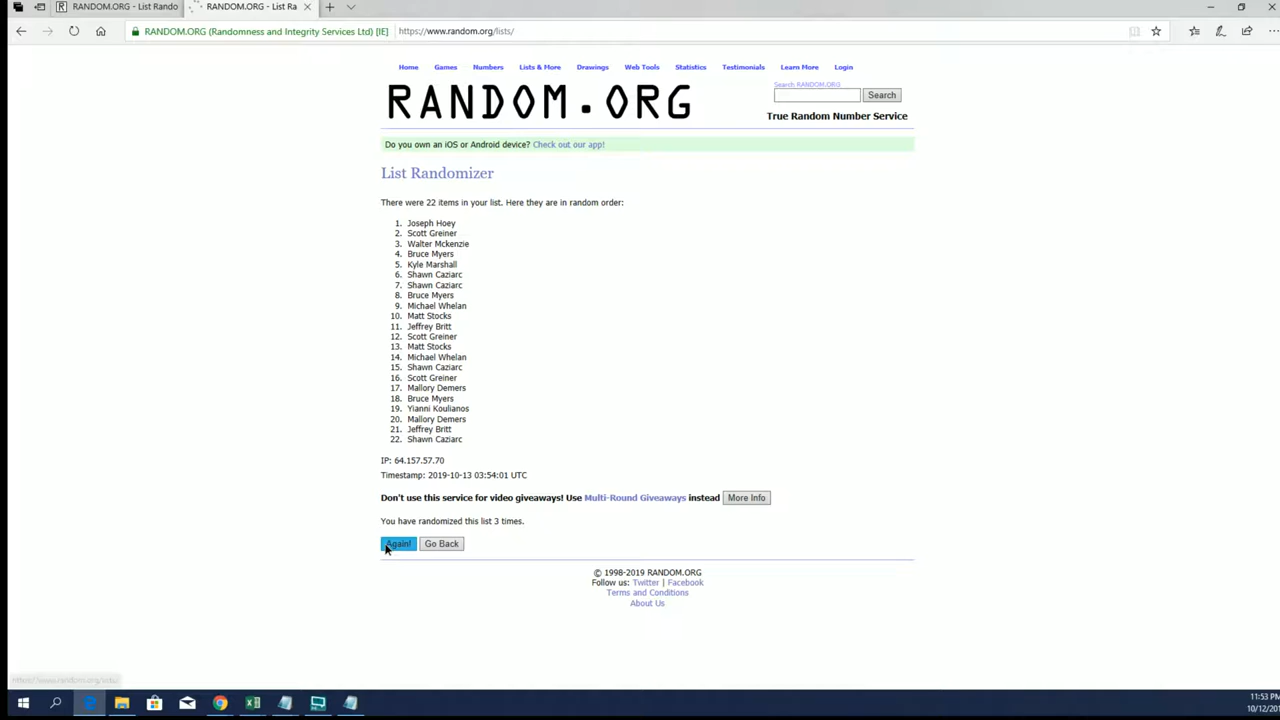 RANDOM.ORG - List Rando
RANDOM.ORG - List Ra
RANDOM.ORG (Randomness and Integrity Services Ltd) [IE]
https://www.random.org/lists/
Home Games Numbers Lists & More Drawings Web Tools Statistics Testimonials Learn More Login
RANDOM.ORG
Search RANDOM.ORG
Search
True Random Number Service
Do you own an iOS or Android device? Check out our app!
List Randomizer
There were 22 items in your list. Here they are in random order:
1. Joseph Hoey
2. Scott Greiner
3. Walter Mckenzie
4. Bruce Myers
5. Kyle Marshall
6. Shawn Caziarc
7. Shawn Caziarc
8. Bruce Myers
9. Michael Whelan
10. Matt Stocks
11. Jeffrey Britt
12. Scott Greiner
13. Matt Stocks
14. Michael Whelan
15. Shawn Caziarc
16. Scott Greiner
17. Mallory Demers
18. Bruce Myers
19. Yianni Koulianos
20. Mallory Demers
21. Jeffrey Britt
22. Shawn Caziarc
IP: 64.157.57.70
Timestamp: 2019-10-13 03:54:01 UTC
Don't use this service for video giveaways! Use Multi-Round Giveaways instead More Info
You have randomized this list 3 times.
Again! Go Back
© 1998-2019 RANDOM.ORG
Follow us: Twitter | Facebook
Terms and Conditions
About Us
https://www.random.org/lists/
11:53 PM
10/12/201